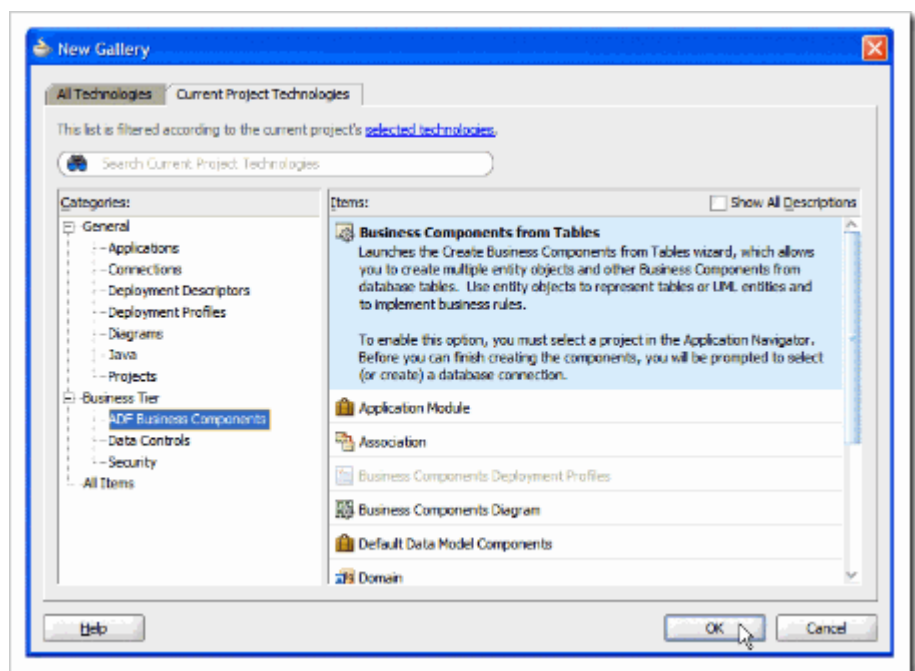 New Gallery
All Technologies Current Project Technologies
This list is filtered according to the current project's selected technologies.
Search Current Project Technologies
Categories:
General
Applications
Connections
Deployment Descriptors
Deployment Profiles
Diagrams
Java
Projects
Business Tier
ADF Business Components
Data Controls
Security
All Items
Items: Show All Descriptions
Business Components from Tables
Launches the Create Business Components from Tables wizard, which allows
you to create multiple entity objects and other Business Components from
database tables. Use entity objects to represent tables or UML entities and
to implement business rules.
To enable this option, you must select a project in the Application Navigator.
Before you can finish creating the components, you will be prompted to select
(or create) a database connection.
Application Module
Association
Business Components Deployment Profiles
Business Components Diagram
Default Data Model Components
Domain
Help OK Cancel